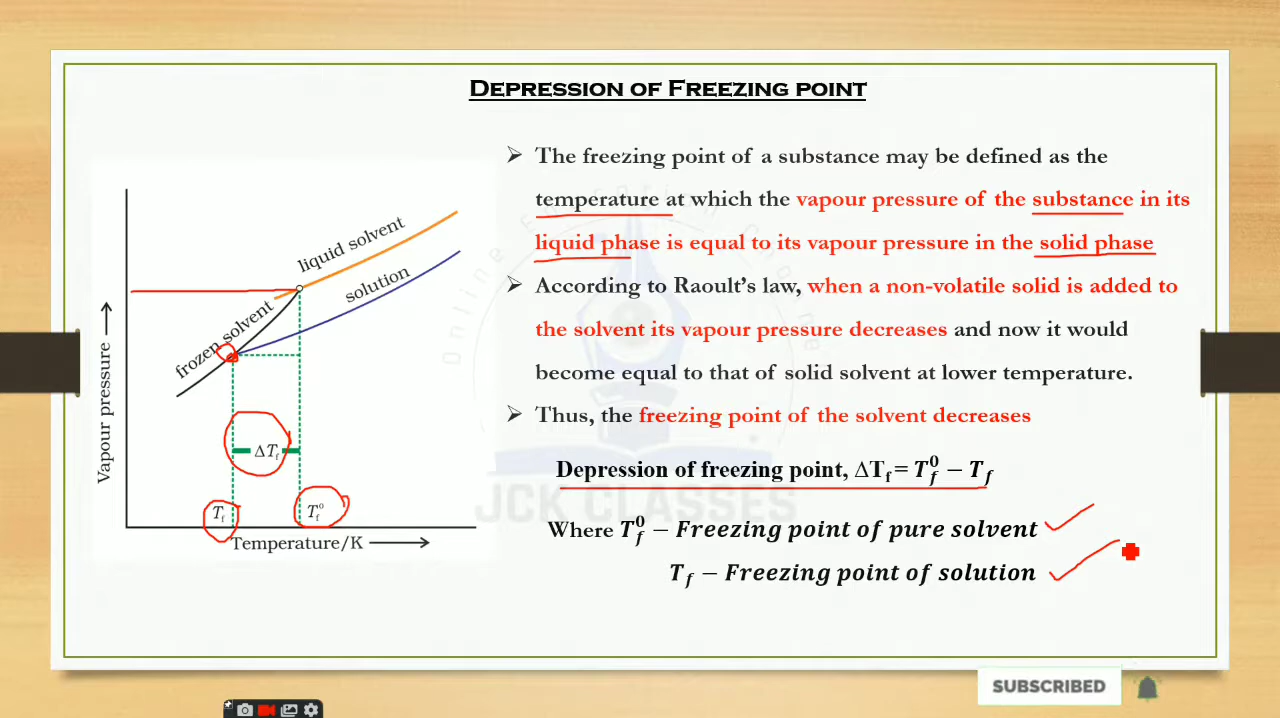 DEPRESSION OF FREEZING POINT
➢ The freezing point of a substance may be defined as the
temperature at which the vapour pressure of the substance in its
liquid phase is equal to its vapour pressure in the solid phase
➢ According to Raoult's law, when a non-volatile solid is added to
the solvent its vapour pressure decreases and now it would
become equal to that of solid solvent at lower temperature.
➢ Thus, the freezing point of the solvent decreases
Depression of freezing point, ΔTf = Tf⁰ − Tf
Where Tf⁰ − Freezing point of pure solvent
Tf − Freezing point of solution
liquid solvent
solution
frozen solvent
Vapour pressure
ΔTf
Tf
Tf°
Temperature/K
JCK CLASSES
SUBSCRIBED